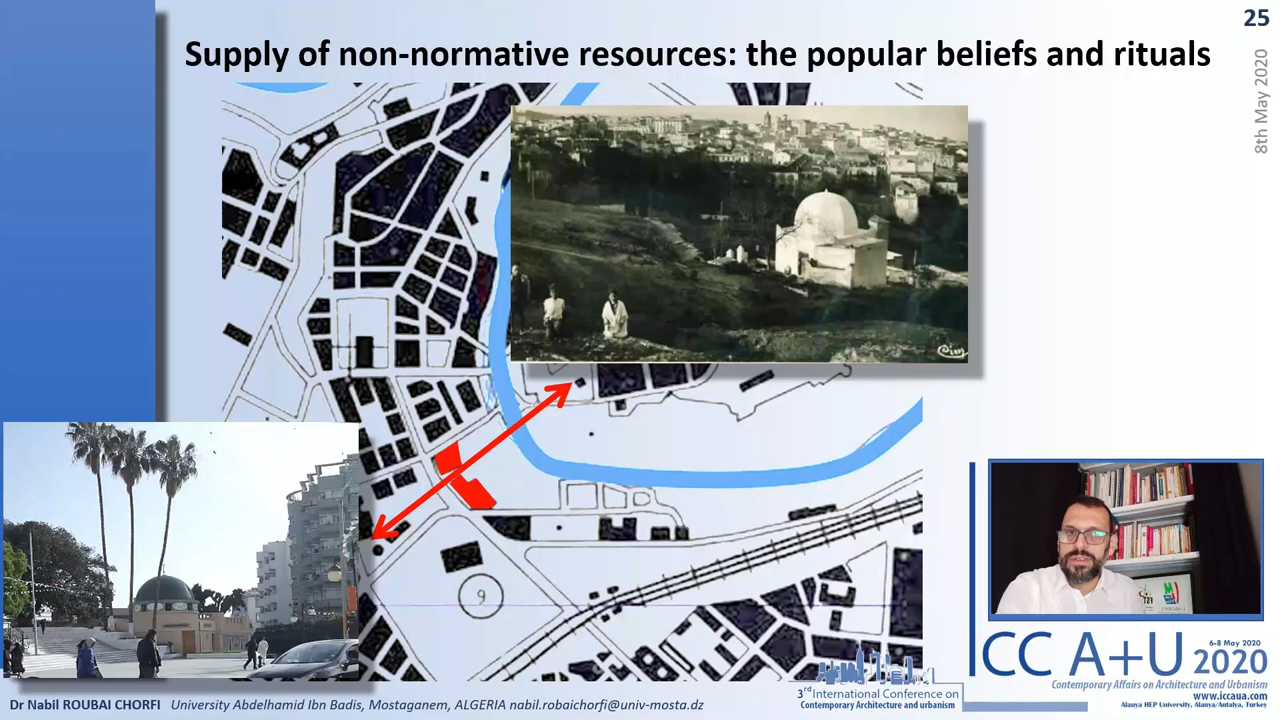 25
Supply of non-normative resources: the popular beliefs and rituals
8th May 2020
9
ICC A+U 2020
6-8 May 2020
Contemporary Affairs on Architecture and Urbanism
www.iccaua.com
Alanya HEP University, Alanya/Antalya, Turkey
3rd International Conference on
Contemporary Architecture and urbanism
Dr Nabil ROUBAI CHORFI University Abdelhamid Ibn Badis, Mostaganem, ALGERIA nabil.robaichorfi@univ-mosta.dz